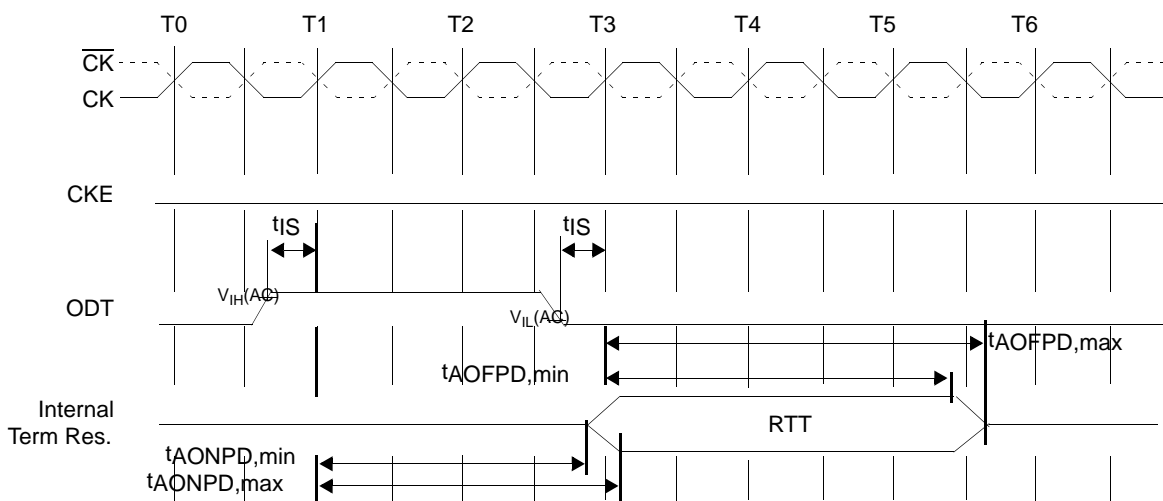 T0 T1 T2 T3 T4 T5 T6
CK
CK
CKE
tIS tIS
VIH(AC)
ODT
VIL(AC)
tAOFPD,max
tAOFPD,min
Internal
Term Res.
RTT
tAONPD,min
tAONPD,max